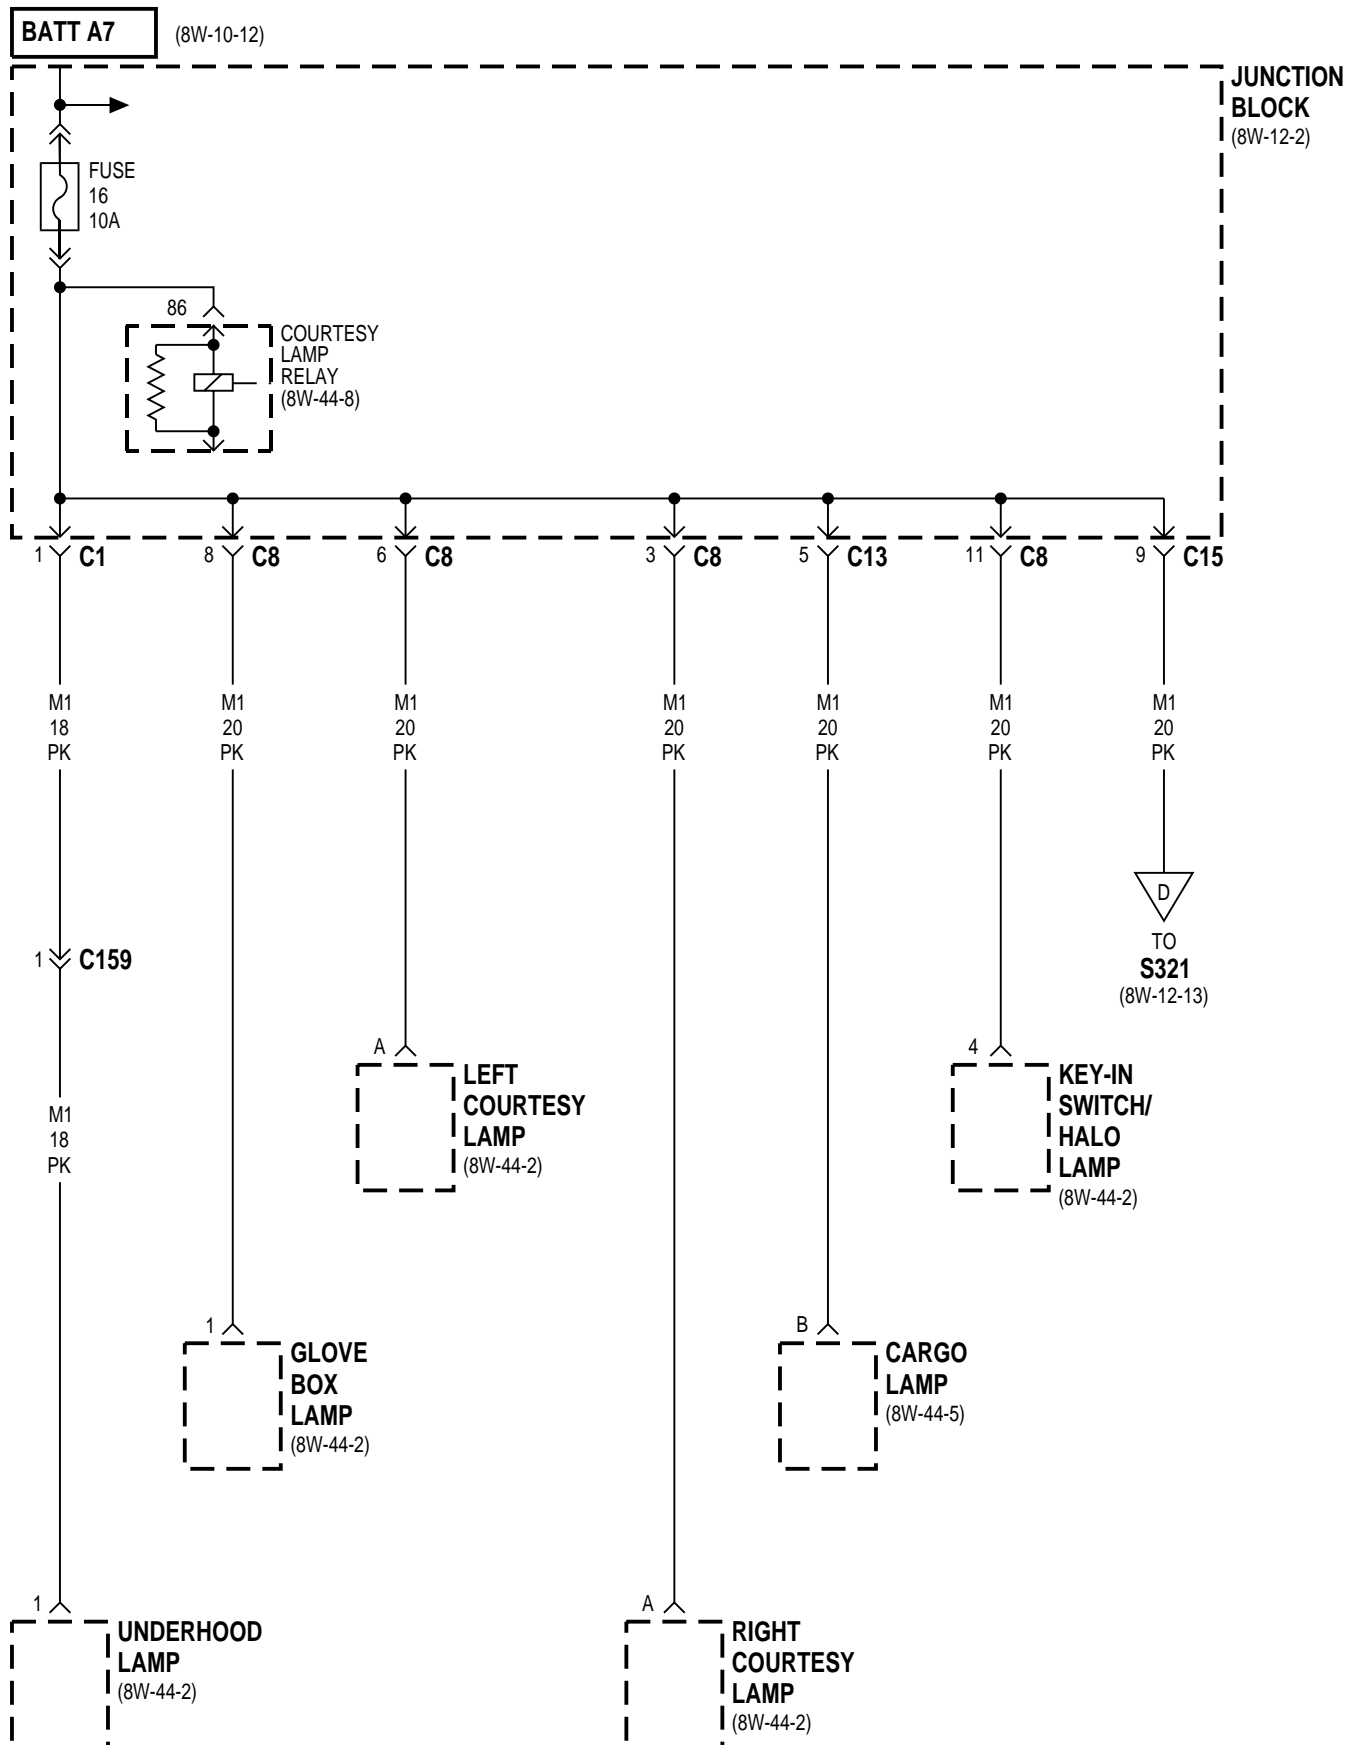 BATT A7
(8W-10-12)
JUNCTION
BLOCK
(8W-12-2)
FUSE
16
10A
86
COURTESY
LAMP
RELAY
(8W-44-8)
1 C1
8 C8
6 C8
3 C8
5 C13
11 C8
9 C15
M1
18
PK
M1
20
PK
M1
20
PK
M1
20
PK
M1
20
PK
M1
20
PK
M1
20
PK
D
TO
S321
(8W-12-13)
1 C159
M1
18
PK
A
LEFT
COURTESY
LAMP
(8W-44-2)
4
KEY-IN
SWITCH/
HALO
LAMP
(8W-44-2)
1
GLOVE
BOX
LAMP
(8W-44-2)
B
CARGO
LAMP
(8W-44-5)
1
UNDERHOOD
LAMP
(8W-44-2)
A
RIGHT
COURTESY
LAMP
(8W-44-2)